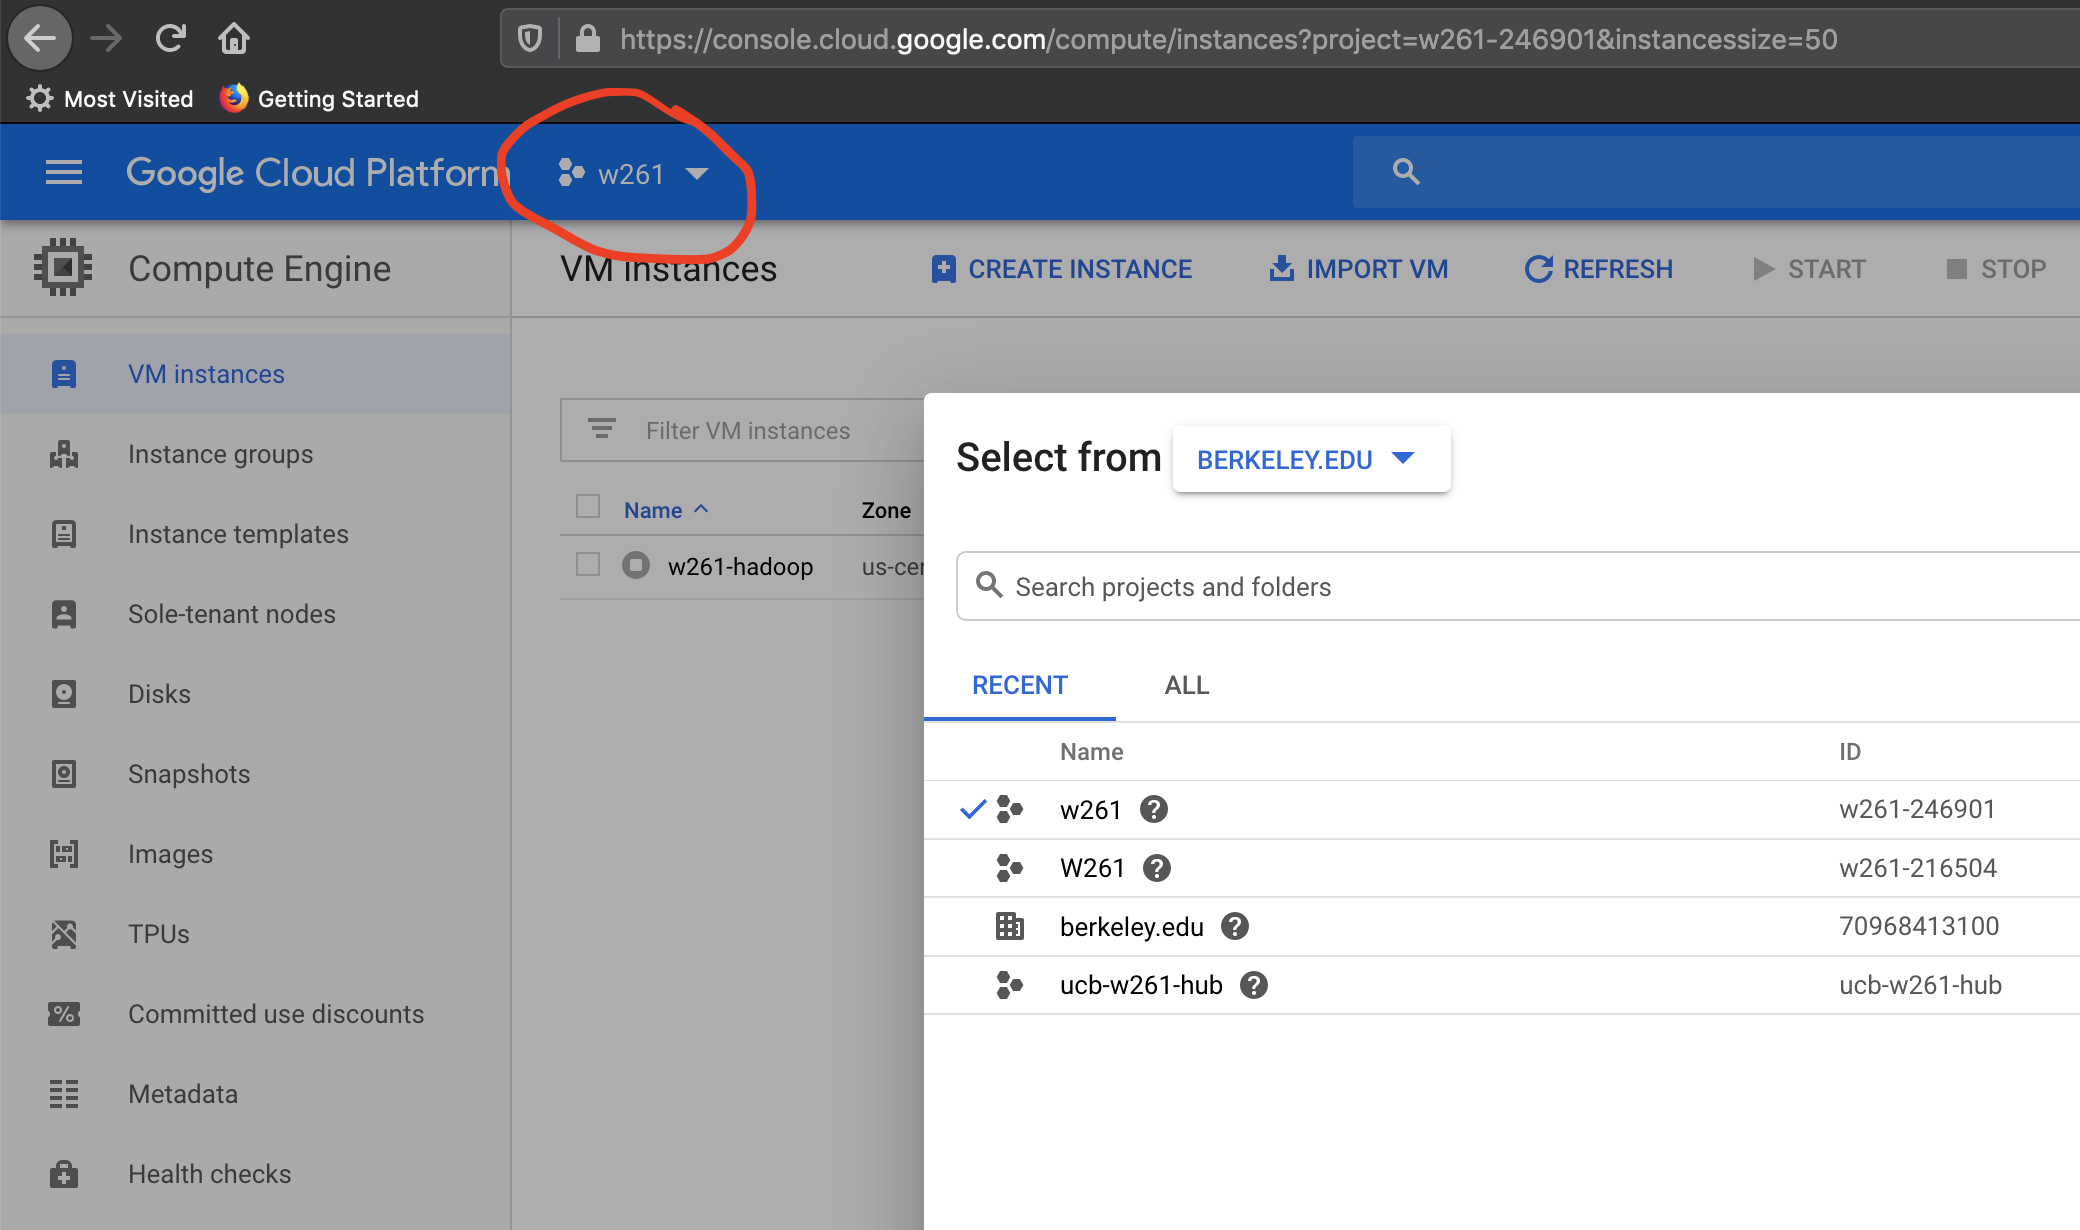 https://console.cloud.google.com/compute/instances?project=w261-246901&instancessize=50
Most Visited Getting Started
Google Cloud Platform w261
Compute Engine VM instances CREATE INSTANCE IMPORT VM REFRESH START STOP
VM instances
Instance groups
Instance templates
Sole-tenant nodes
Disks
Snapshots
Images
TPUs
Committed use discounts
Metadata
Health checks
Filter VM instances
Name Zone
w261-hadoop us-cer
Select from BERKELEY.EDU
Search projects and folders
RECENT ALL
Name ID
w261 w261-246901
W261 w261-216504
berkeley.edu 70968413100
ucb-w261-hub ucb-w261-hub